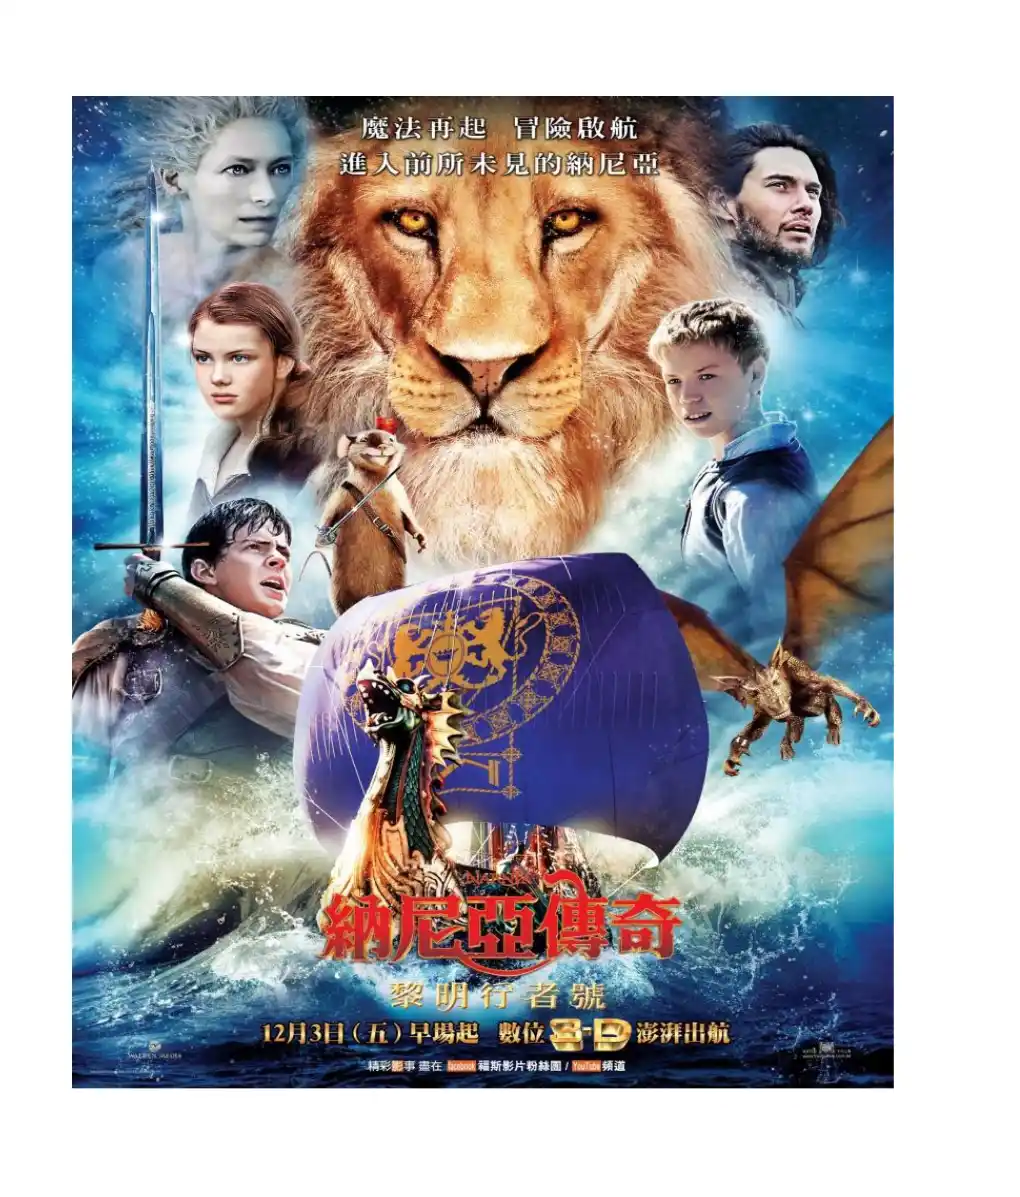 魔法再起 冒險啟航
進入前所未見的納尼亞
納尼亞傳奇
黎明行者號
12月3日(五)早場起 數位3-D澎湃出航
精彩影事 盡在 facebook 福斯影片粉絲團 / YouTube 頻道
WALDEN MEDIA